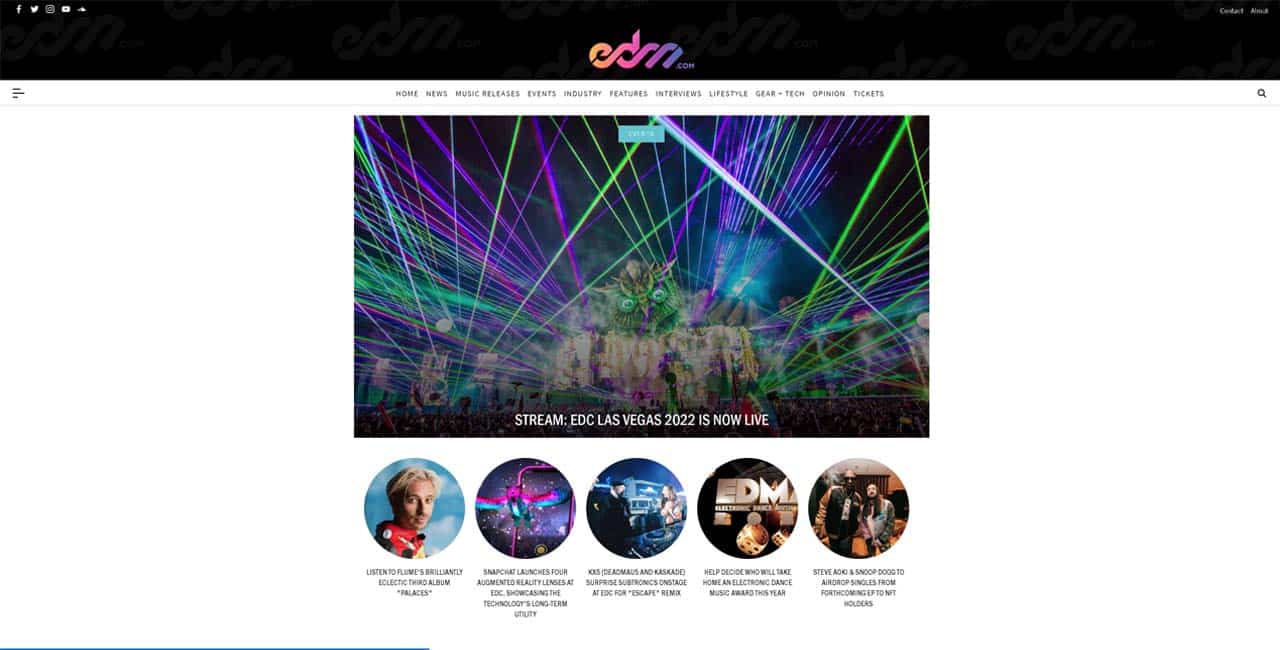 Contact About
edm.com
HOME NEWS MUSIC RELEASES EVENTS INDUSTRY FEATURES INTERVIEWS LIFESTYLE GEAR + TECH OPINION TICKETS
EVENTS
STREAM: EDC LAS VEGAS 2022 IS NOW LIVE
EDMA
ELECTRONIC DANCE MUSIC
LISTEN TO FLUME'S BRILLIANTLY
ECLECTIC THIRD ALBUM
"PALACES"
SNAPCHAT LAUNCHES FOUR
AUGMENTED REALITY LENSES AT
EDC, SHOWCASING THE
TECHNOLOGY'S LONG-TERM
UTILITY
KX5 (DEADMAU5 AND KASKADE)
SURPRISE SUBTRONICS ONSTAGE
AT EDC FOR "ESCAPE" REMIX
HELP DECIDE WHO WILL TAKE
HOME AN ELECTRONIC DANCE
MUSIC AWARD THIS YEAR
STEVE AOKI & SNOOP DOGG TO
AIRDROP SINGLES FROM
FORTHCOMING EP TO NFT
HOLDERS